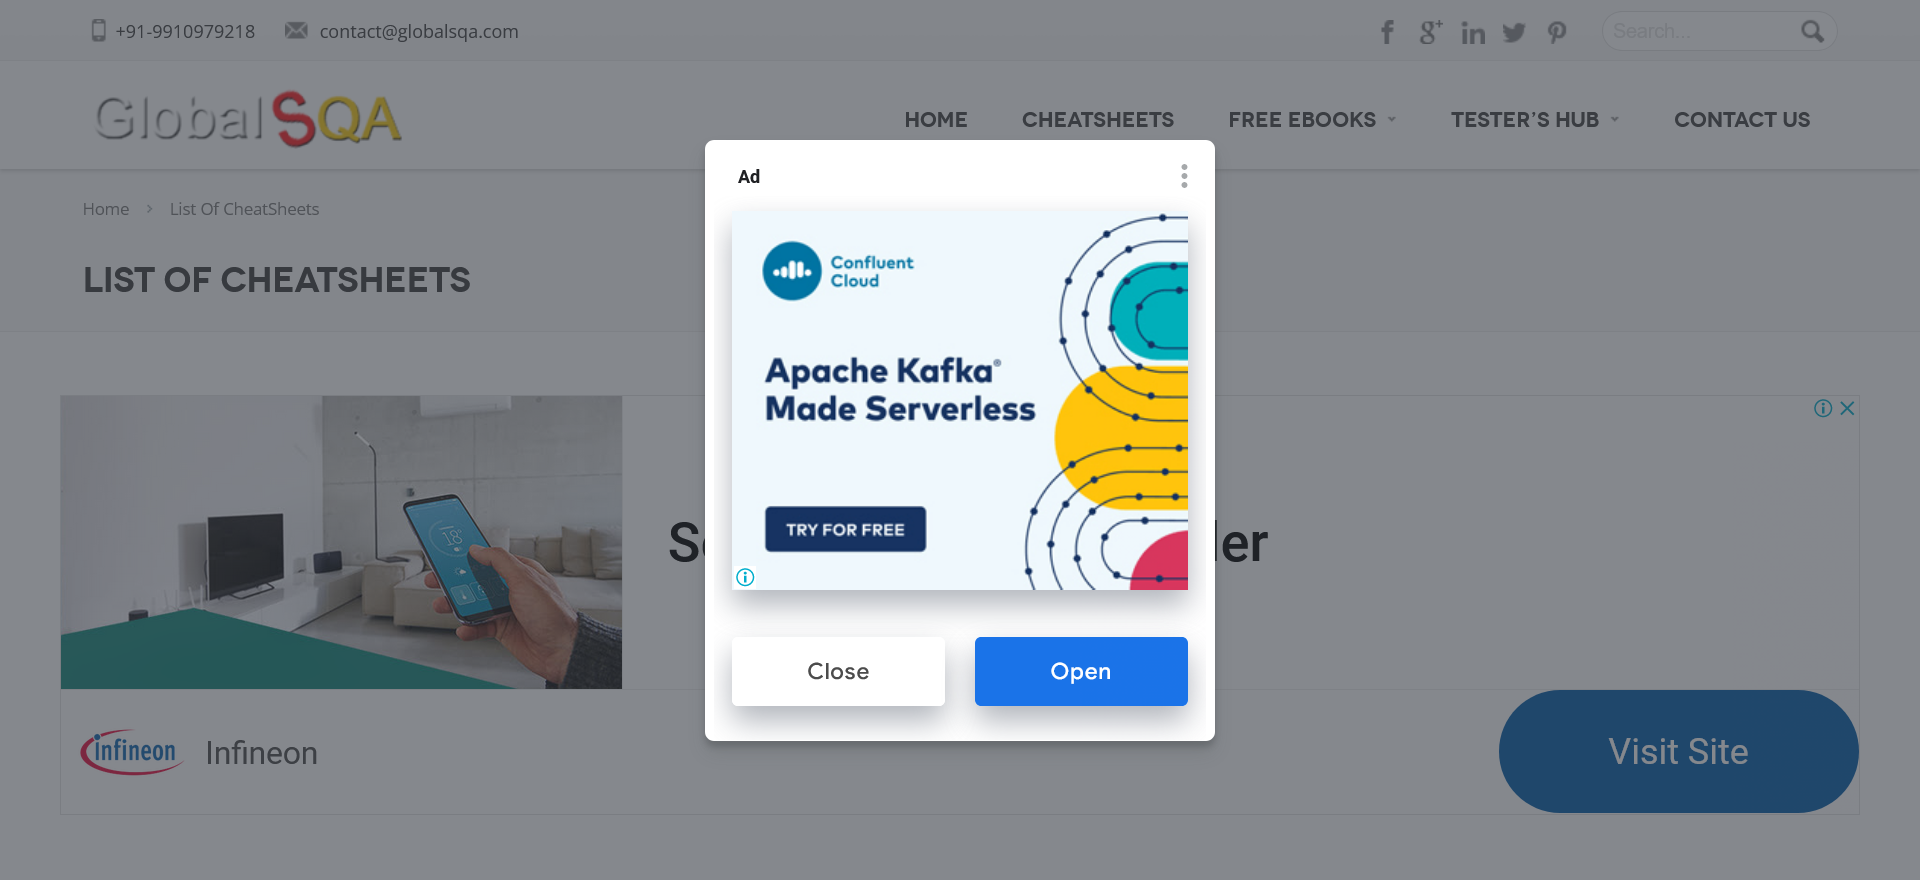 +91-9910979218
contact@globalsqa.com
Search...
GlobalSQA
HOME
CHEATSHEETS
FREE EBOOKS
TESTER'S HUB
CONTACT US
Home
List Of CheatSheets
LIST OF CHEATSHEETS
Ad
Confluent
Cloud
Apache Kafka®
Made Serverless
TRY FOR FREE
18°
ler
Close
Open
infineon
Infineon
Visit Site